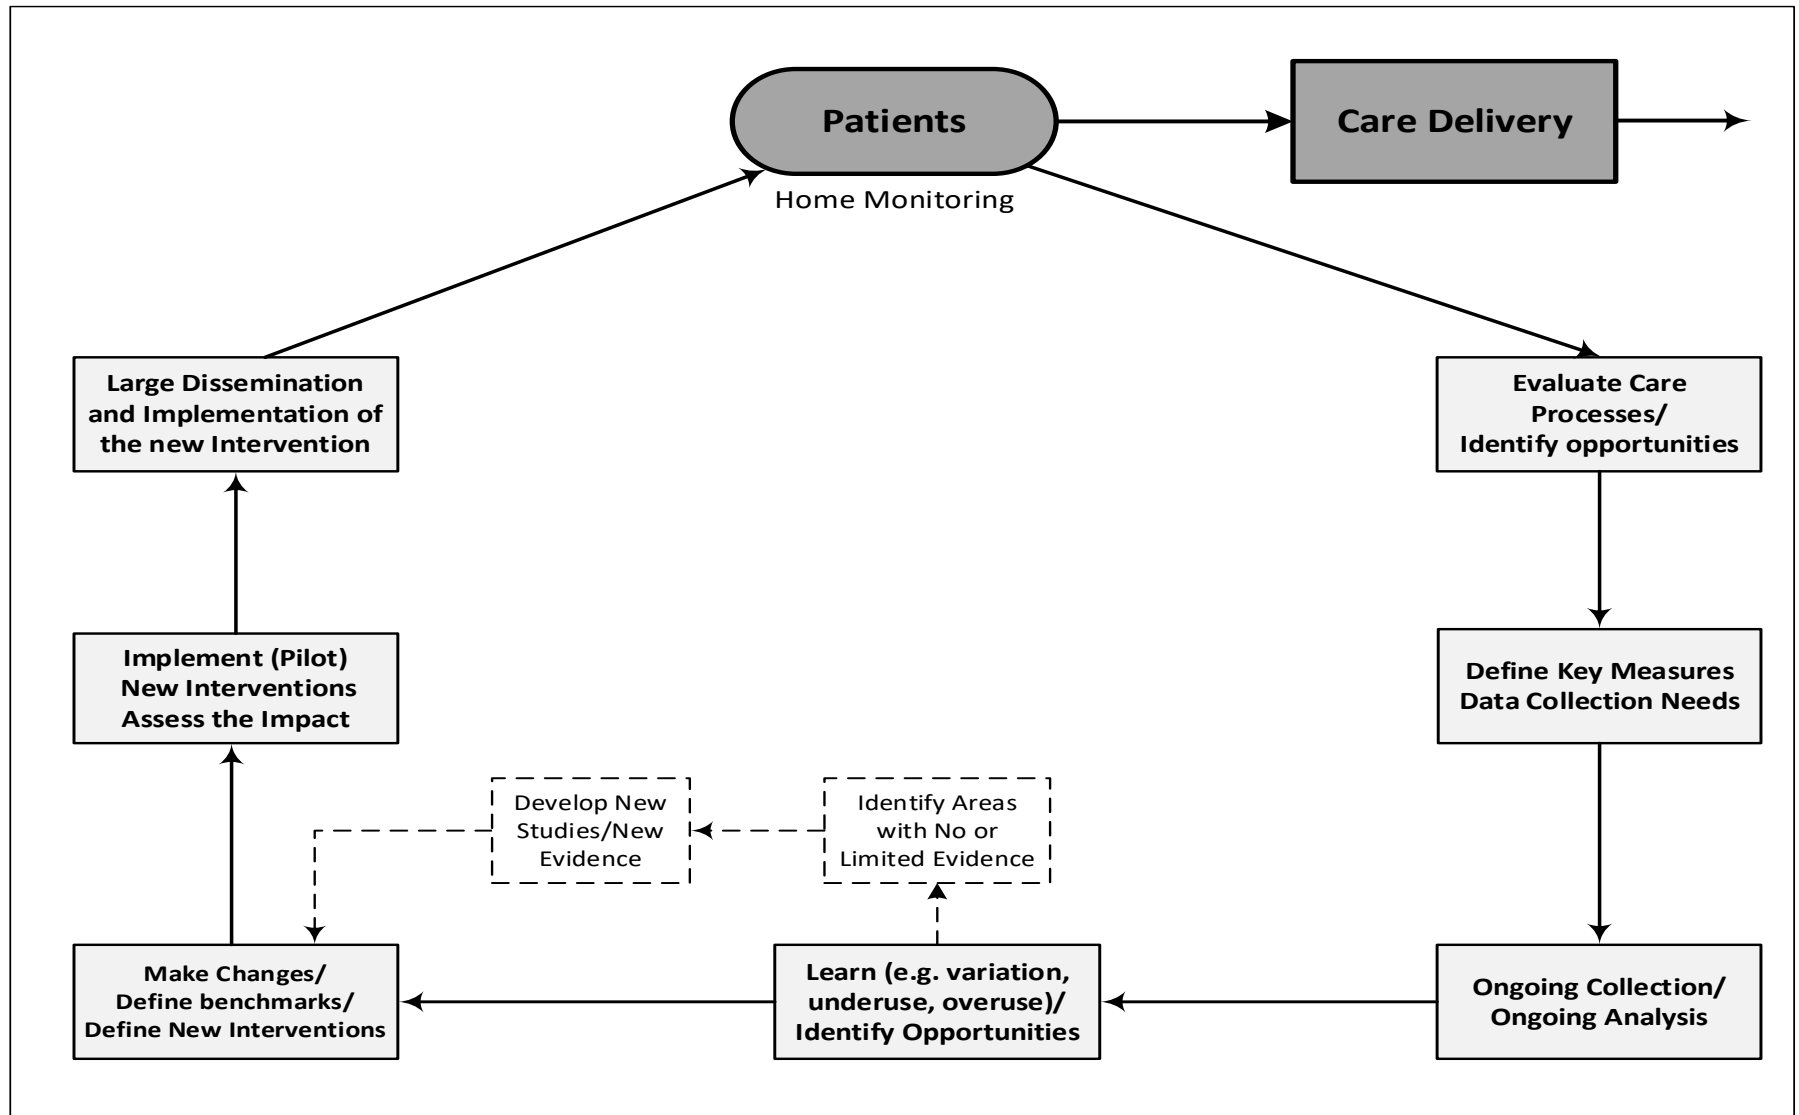 Patients
Care Delivery
Home Monitoring
Large Dissemination
and Implementation of
the new Intervention
Evaluate Care
Processes/
Identify opportunities
Implement (Pilot)
New Interventions
Assess the Impact
Define Key Measures
Data Collection Needs
Develop New
Studies/New
Evidence
Identify Areas
with No or
Limited Evidence
Make Changes/
Define benchmarks/
Define New Interventions
Learn (e.g. variation,
underuse, overuse)/
Identify Opportunities
Ongoing Collection/
Ongoing Analysis